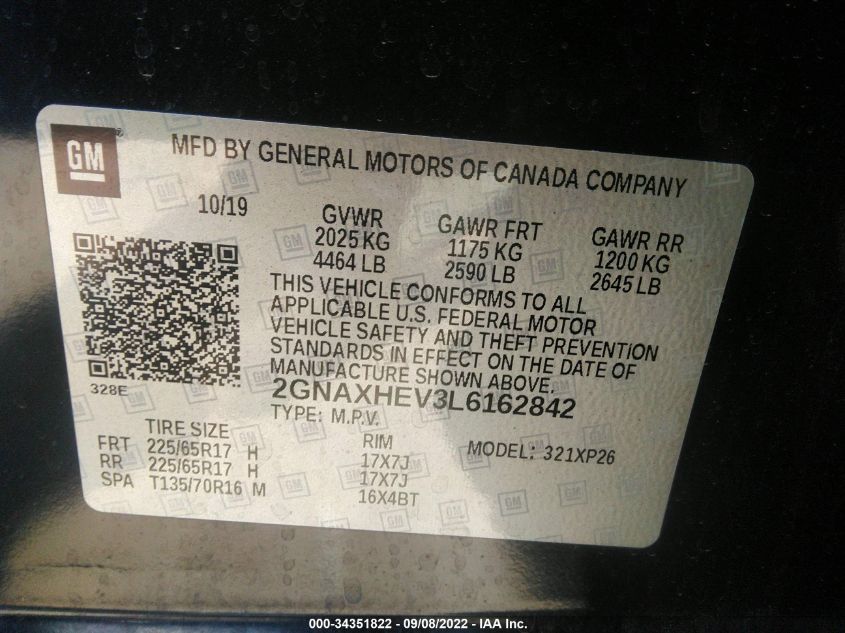 GM
MFD BY GENERAL MOTORS OF CANADA COMPANY
10/19
GVWR GAWR FRT GAWR RR
2025 KG 1175 KG 1200 KG
4464 LB 2590 LB 2645 LB
THIS VEHICLE CONFORMS TO ALL
APPLICABLE U.S. FEDERAL MOTOR
VEHICLE SAFETY AND THEFT PREVENTION
STANDARDS IN EFFECT ON THE DATE OF
MANUFACTURE SHOWN ABOVE.
328E
2GNAXHEV3L6162842
TYPE: M.P.V.
TIRE SIZE RIM MODEL: 321XP26
FRT 225/65R17 H 17X7J
RR 225/65R17 H 17X7J
SPA T135/70R16 M 16X4BT
000-34351822 - 09/08/2022 - IAA Inc.